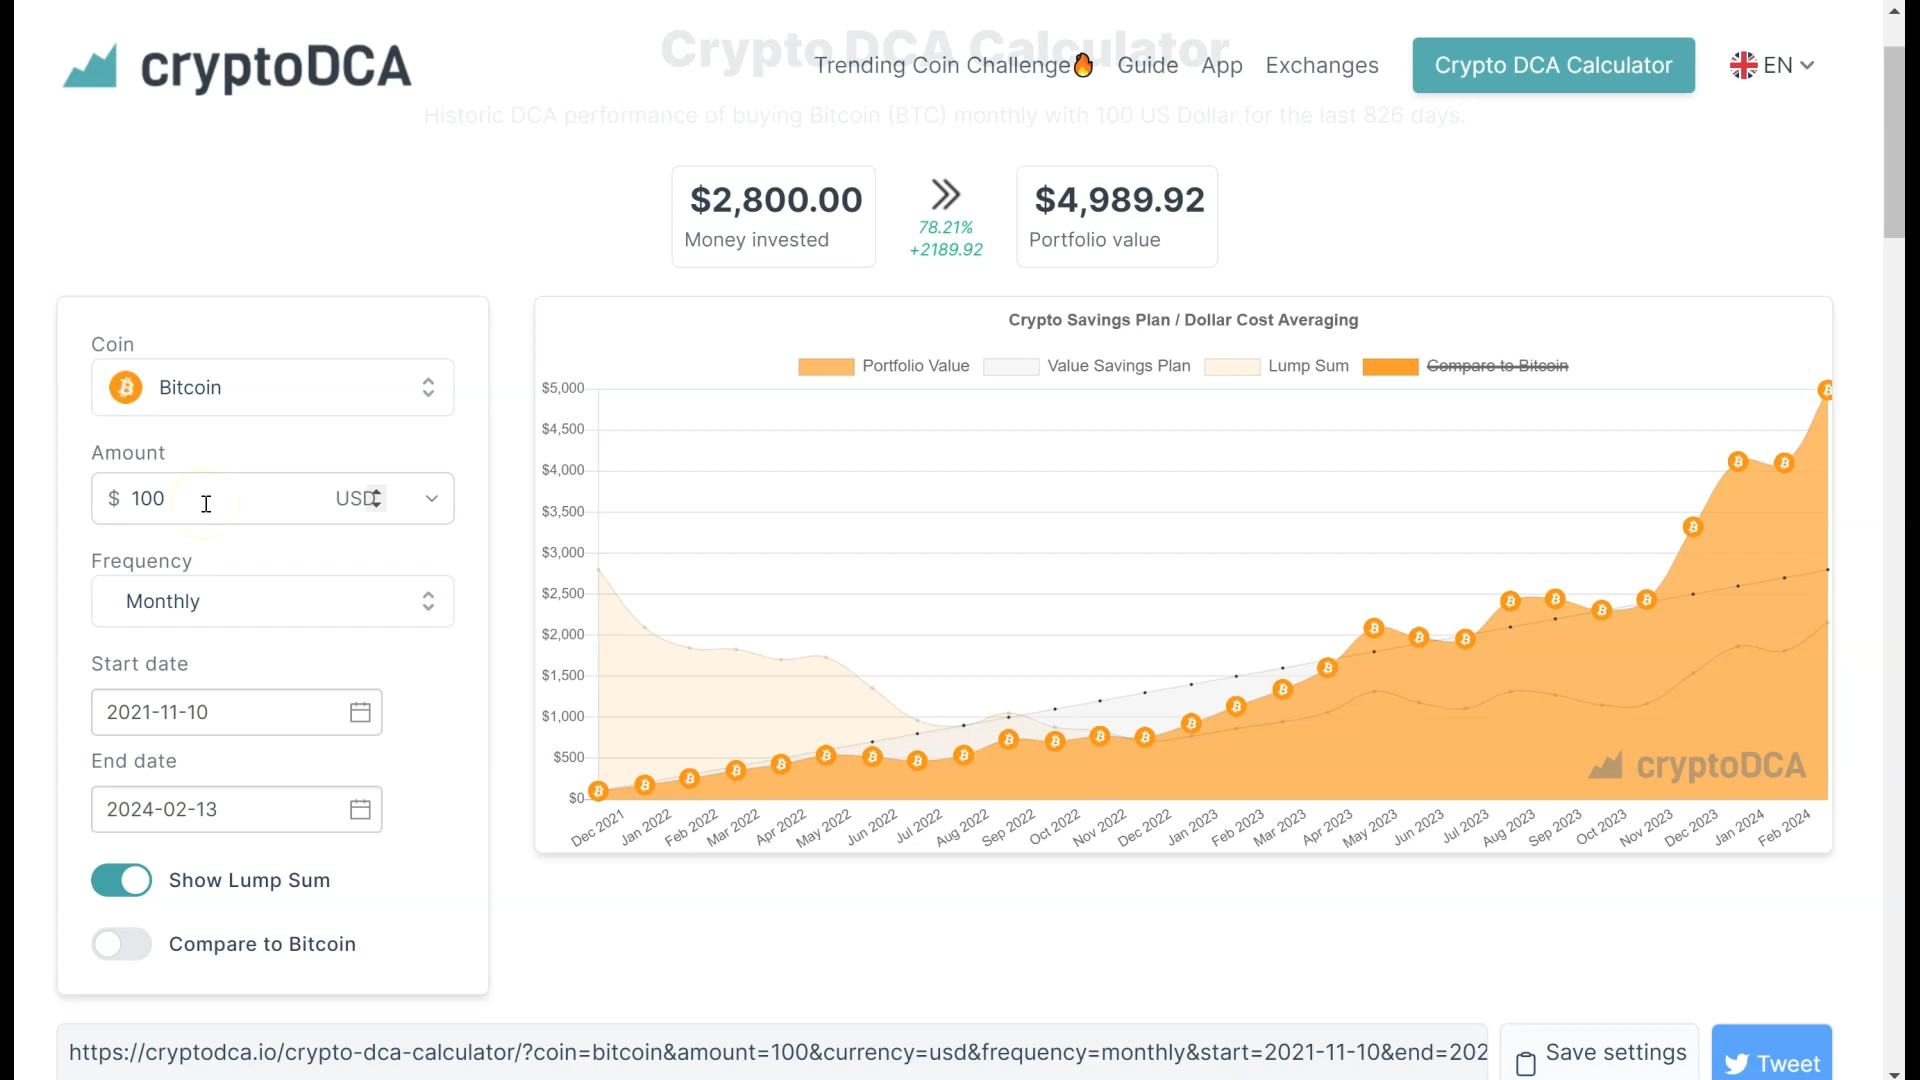 Crypto DCA Calculator
cryptoDCA
Trending Coin Challenge🔥 Guide App Exchanges Crypto DCA Calculator EN
Historic DCA performance of buying Bitcoin (BTC) monthly with 100 US Dollar for the last 826 days.
$2,800.00
Money invested
78.21%
+2189.92
$4,989.92
Portfolio value
Coin
Bitcoin
Amount
$ 100 USD
Frequency
Monthly
Start date
2021-11-10
End date
2024-02-13
Show Lump Sum
Compare to Bitcoin
Crypto Savings Plan / Dollar Cost Averaging
Portfolio Value Value Savings Plan Lump Sum Compare to Bitcoin
$5,000
$4,500
$4,000
$3,500
$3,000
$2,500
$2,000
$1,500
$1,000
$500
$0
cryptoDCA
Dec 2021 Jan 2022 Feb 2022 Mar 2022 Apr 2022 May 2022 Jun 2022 Jul 2022 Aug 2022 Sep 2022 Oct 2022 Nov 2022 Dec 2022 Jan 2023 Feb 2023 Mar 2023 Apr 2023 May 2023 Jun 2023 Jul 2023 Aug 2023 Sep 2023 Oct 2023 Nov 2023 Dec 2023 Jan 2024 Feb 2024
https://cryptodca.io/crypto-dca-calculator/?coin=bitcoin&amount=100&currency=usd&frequency=monthly&start=2021-11-10&end=202
Save settings
Tweet